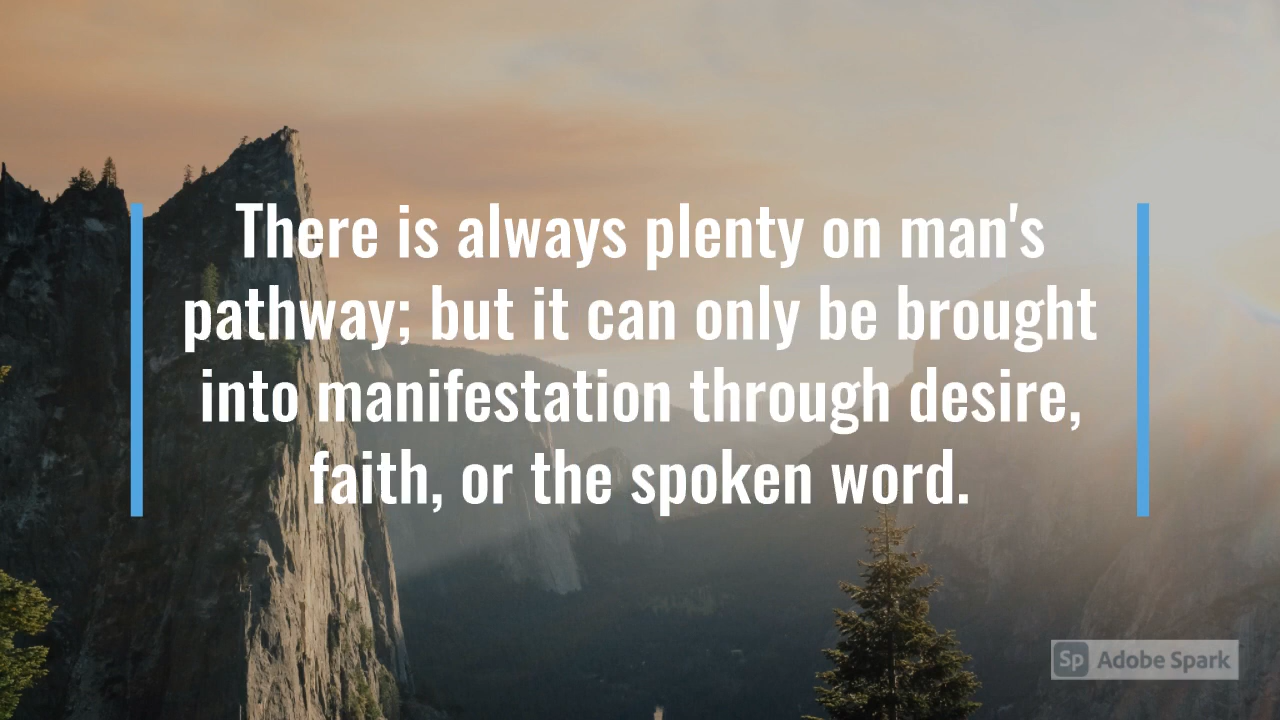 There is always plenty on man's
pathway; but it can only be brought
into manifestation through desire,
faith, or the spoken word.
Sp Adobe Spark